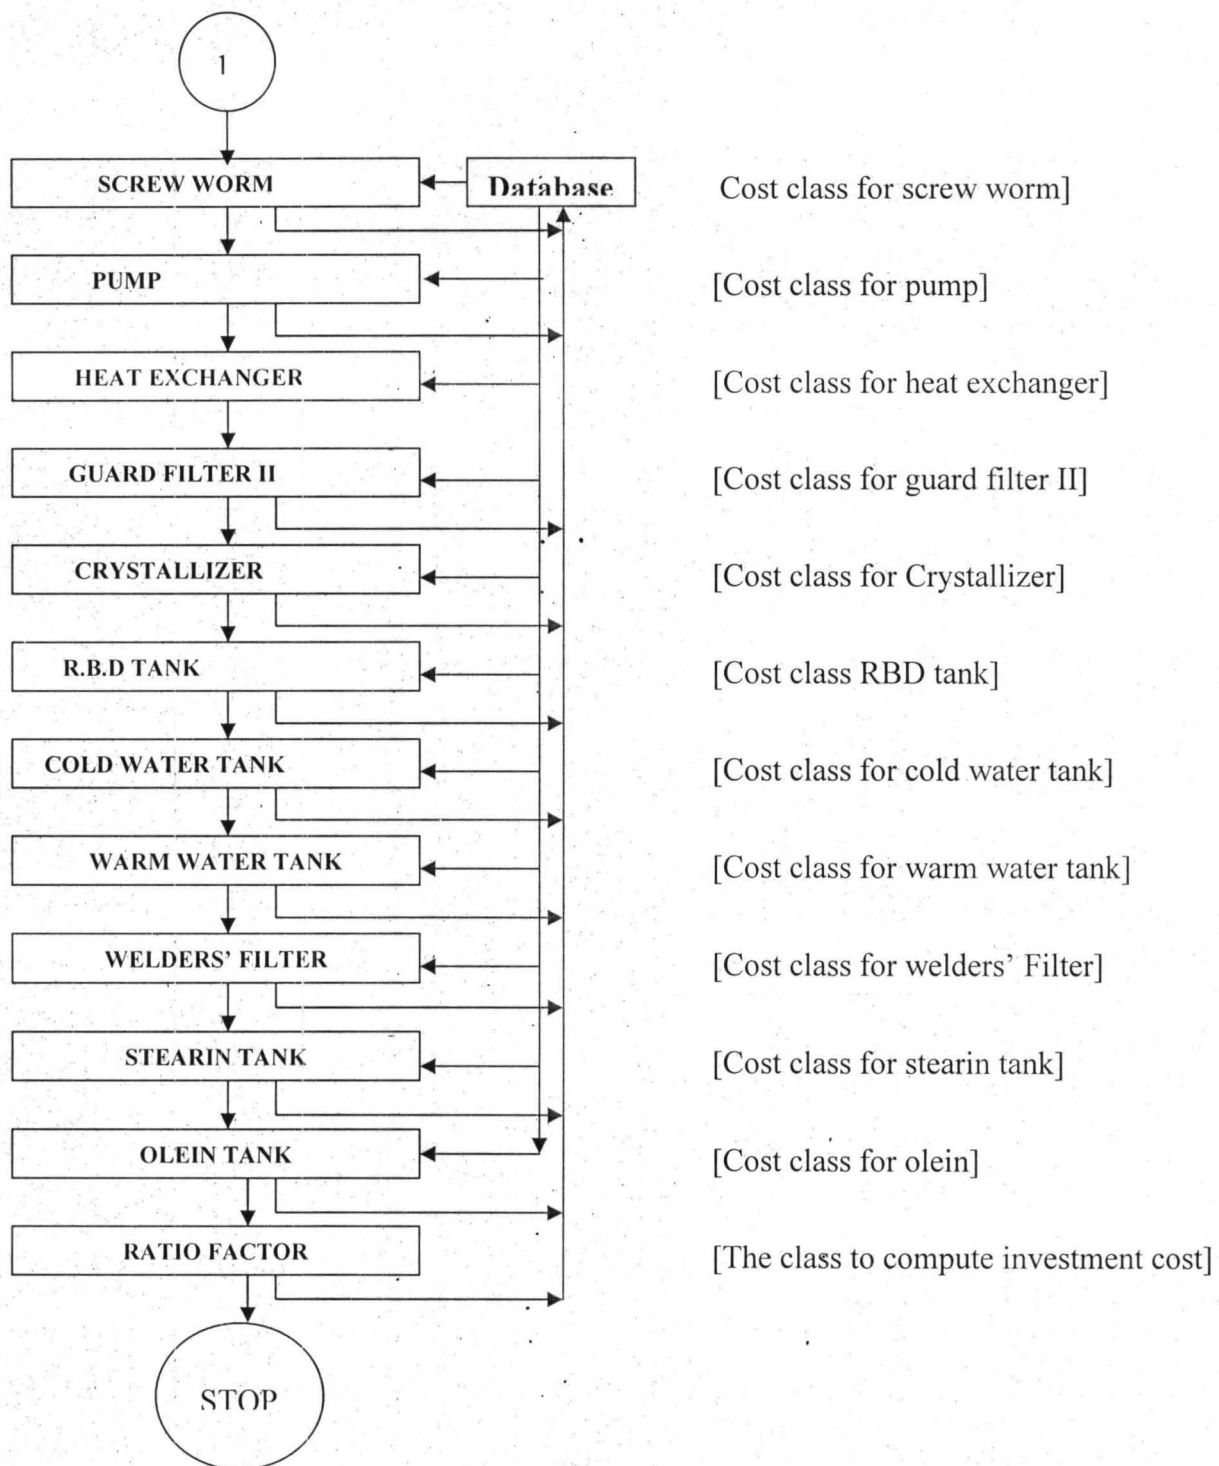 1
SCREW WORM Database Cost class for screw worm]
PUMP [Cost class for pump]
HEAT EXCHANGER [Cost class for heat exchanger]
GUARD FILTER II [Cost class for guard filter II]
CRYSTALLIZER [Cost class for Crystallizer]
R.B.D TANK [Cost class RBD tank]
COLD WATER TANK [Cost class for cold water tank]
WARM WATER TANK [Cost class for warm water tank]
WELDERS’ FILTER [Cost class for welders’ Filter]
STEARIN TANK [Cost class for stearin tank]
OLEIN TANK [Cost class for olein]
RATIO FACTOR [The class to compute investment cost]
STOP